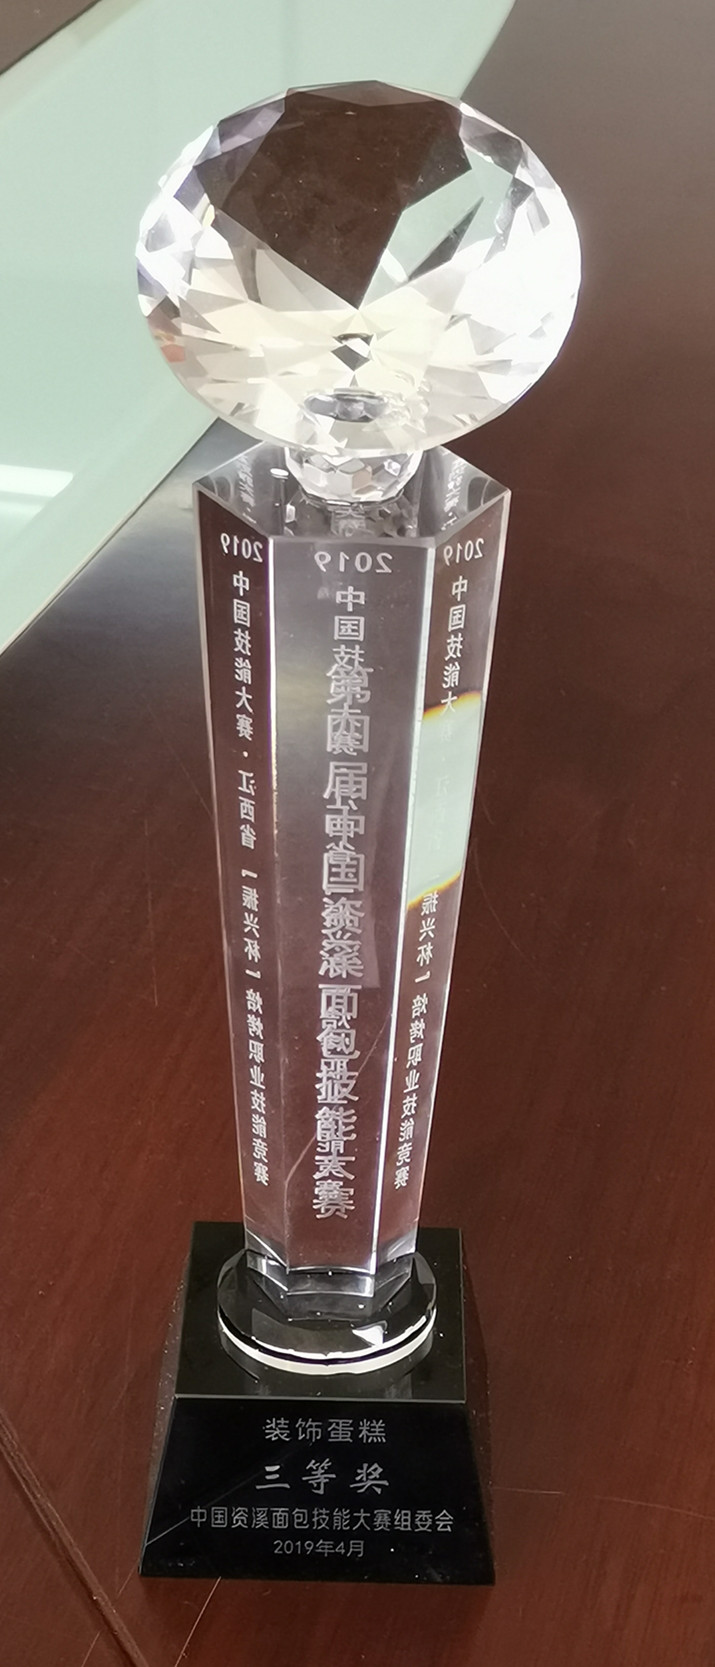 2019
中国技能大赛·江西省“振兴杯”焙烤职业技能竞赛
2019
第四届中国资溪面包技能大赛
2019
中国技能大赛·江西省“振兴杯”焙烤职业技能竞赛
装饰蛋糕
三等奖
中国资溪面包技能大赛组委会
2019年4月